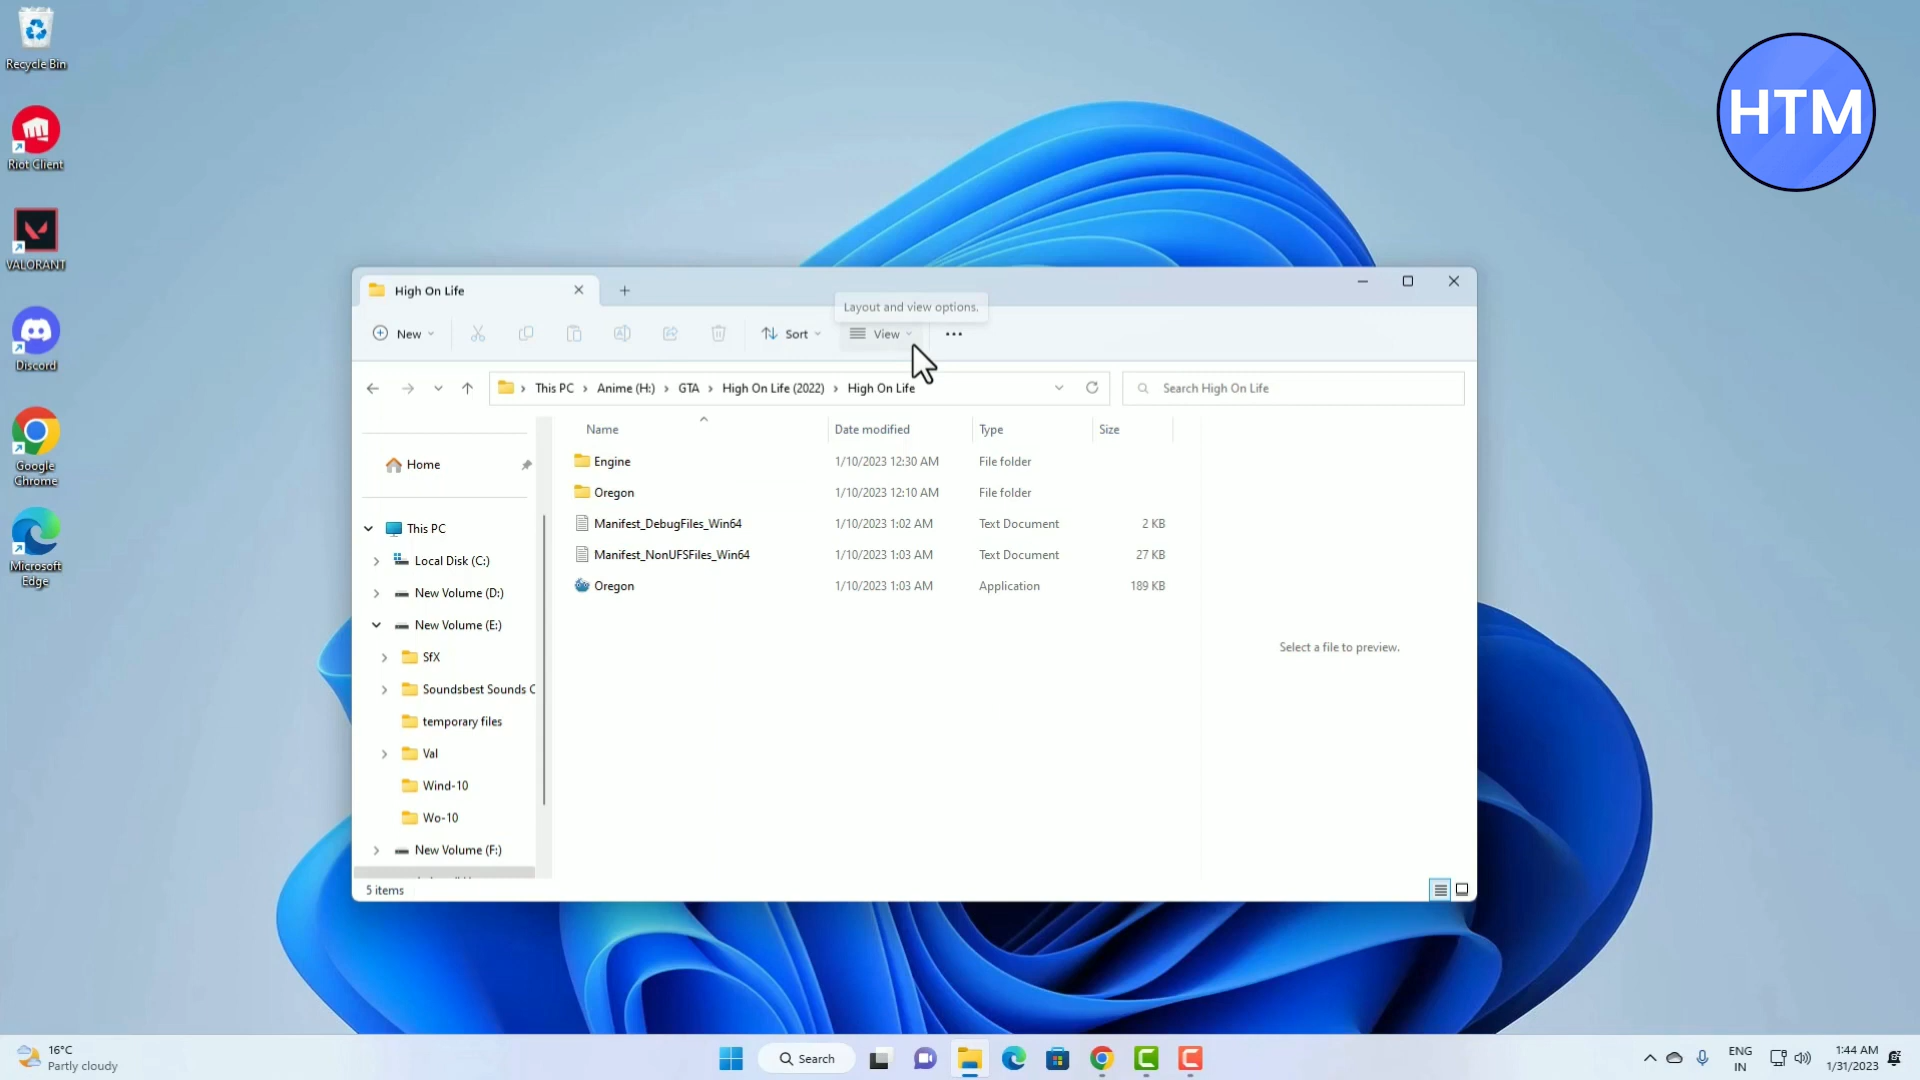 Recycle Bin
Riot Client
VALORANT
Discord
Google
Chrome
Microsoft
Edge
HTM
High On Life
Layout and view options.
New
Sort
View
This PC > Anime (H:) > GTA > High On Life (2022) > High On Life
Search High On Life
Name Date modified Type Size
Engine 1/10/2023 12:30 AM File folder
Oregon 1/10/2023 12:10 AM File folder
Manifest_DebugFiles_Win64 1/10/2023 1:02 AM Text Document 2 KB
Manifest_NonUFSFiles_Win64 1/10/2023 1:03 AM Text Document 27 KB
Oregon 1/10/2023 1:03 AM Application 189 KB
Home
This PC
Local Disk (C:)
New Volume (D:)
New Volume (E:)
SfX
Soundsbest Sounds C
temporary files
Val
Wind-10
Wo-10
New Volume (F:)
Select a file to preview.
5 items
16°C
Partly cloudy
Search
ENG
IN
1:44 AM
1/31/2023